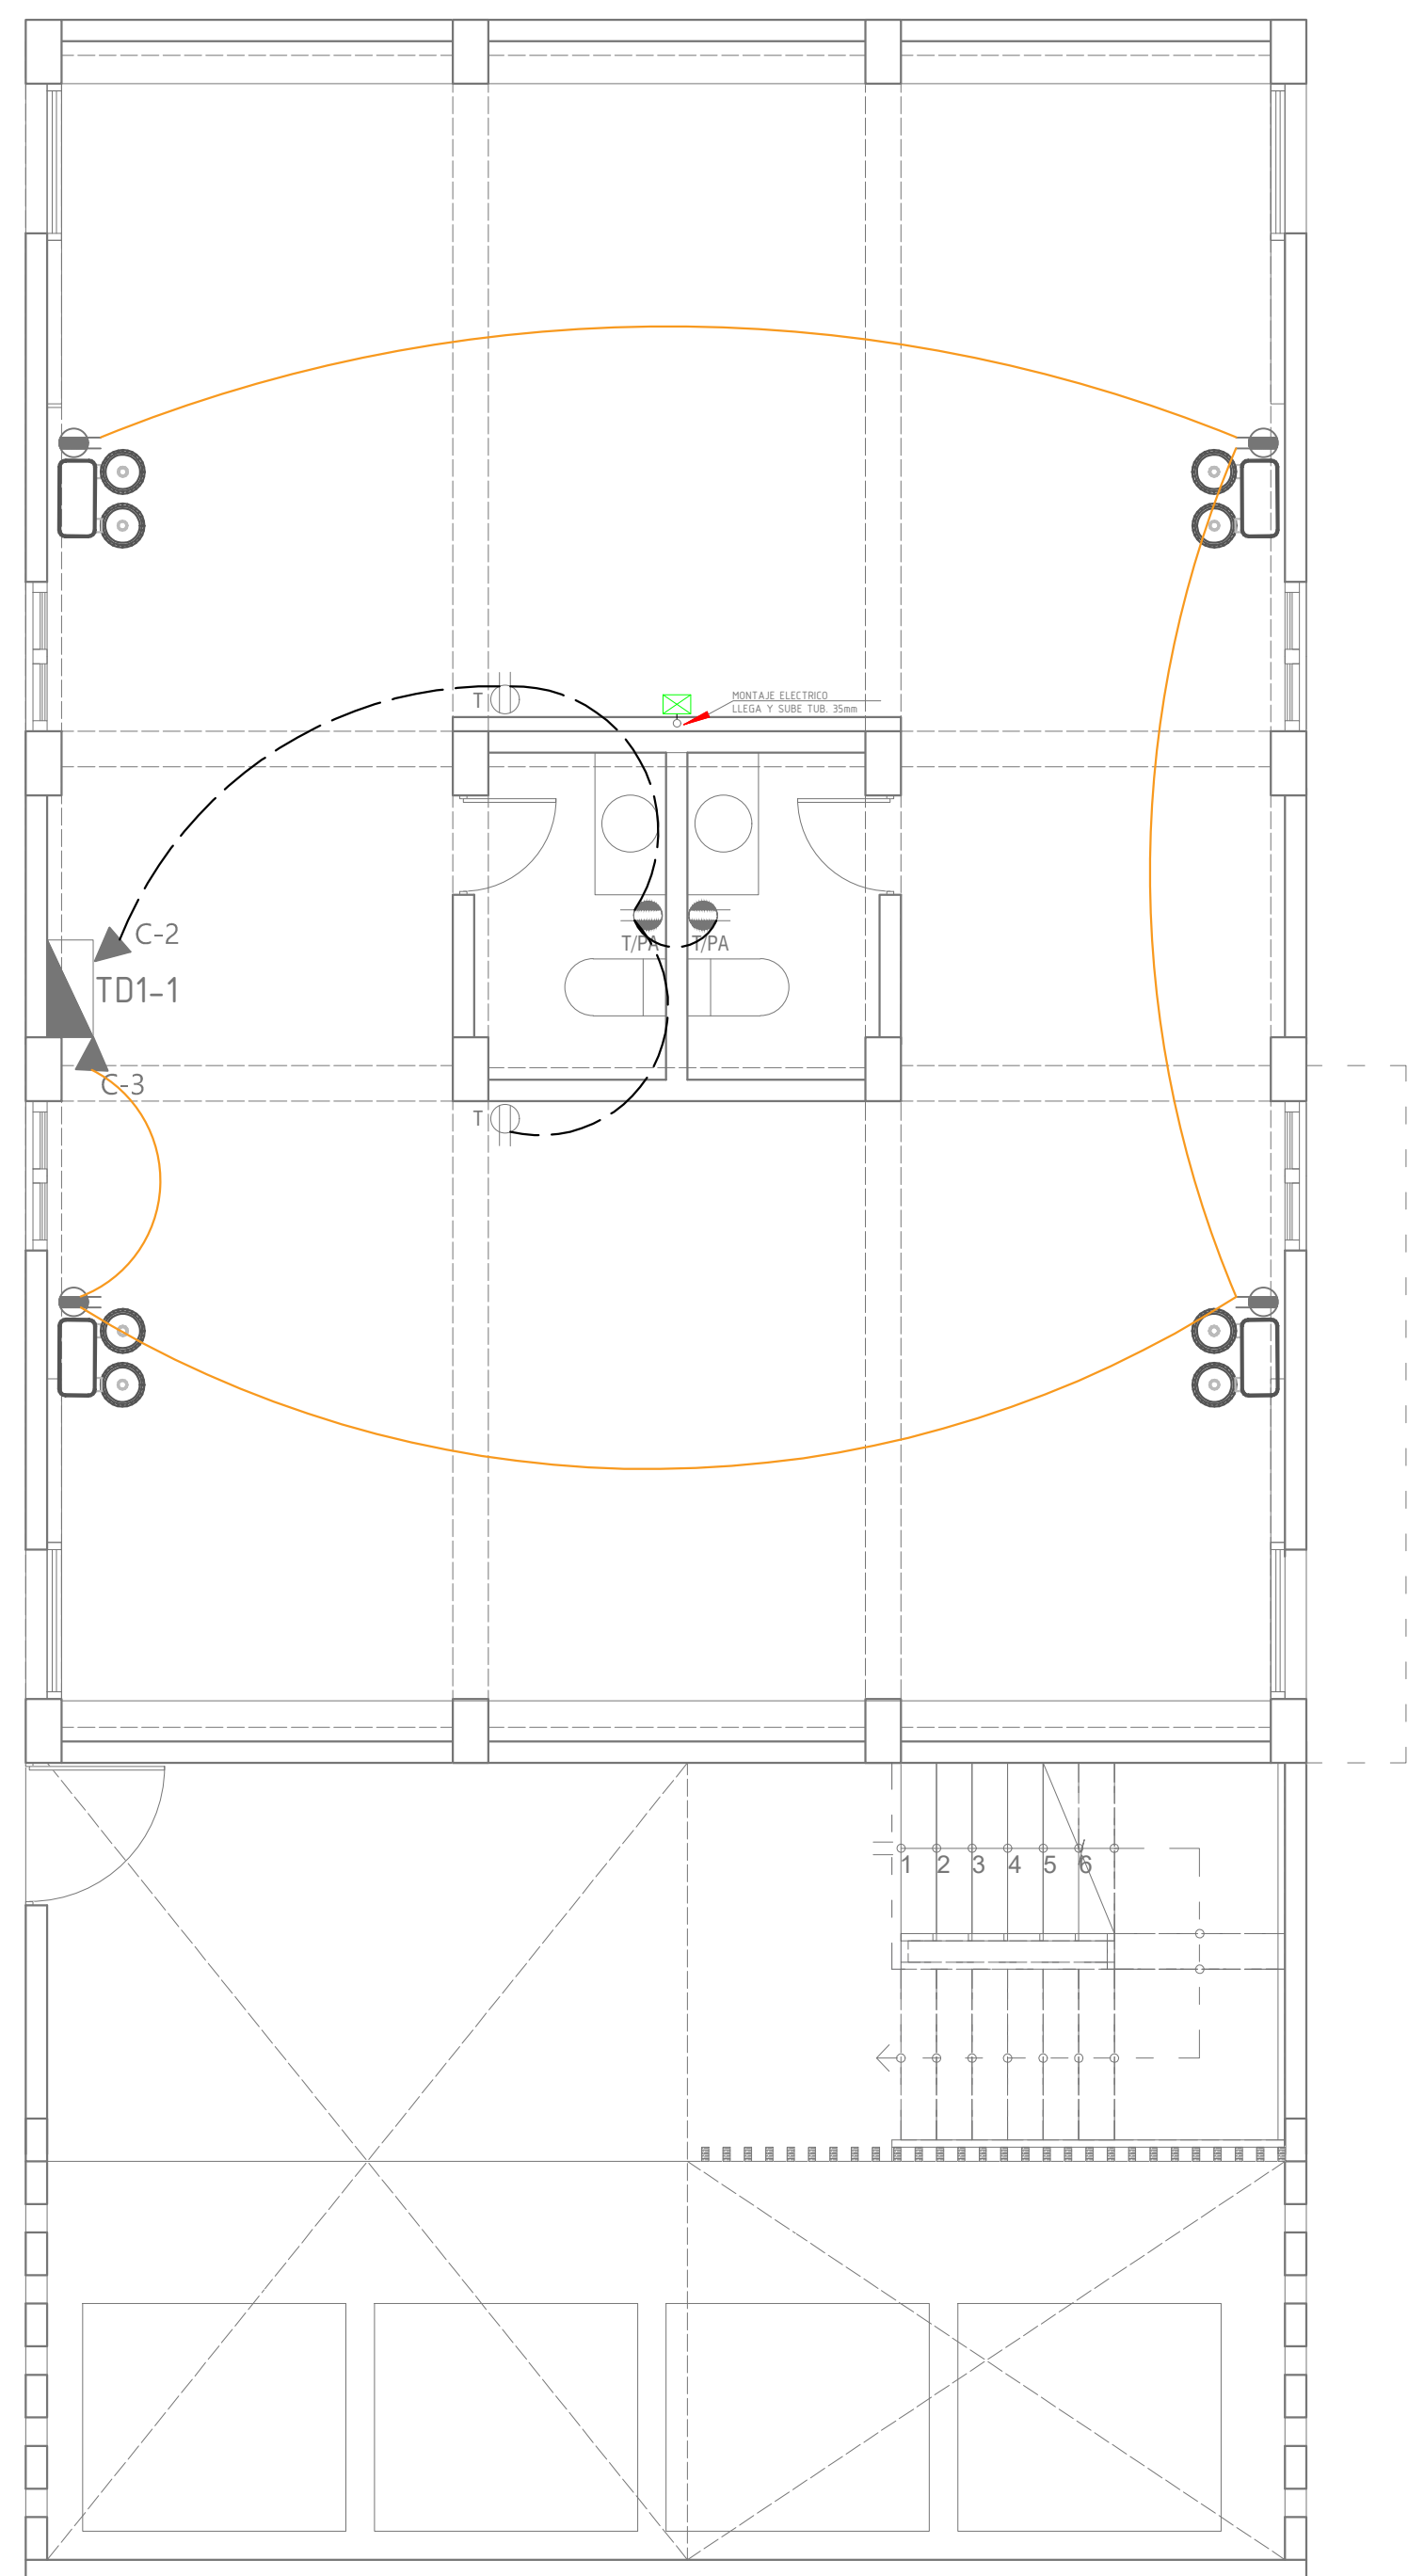 T
MONTAJE ELECTRICO
LLEGA Y SUBE TUB. 35mm
C-2
T/PA
T/PA
TD1-1
C-3
T
1 2 3 4 5 6